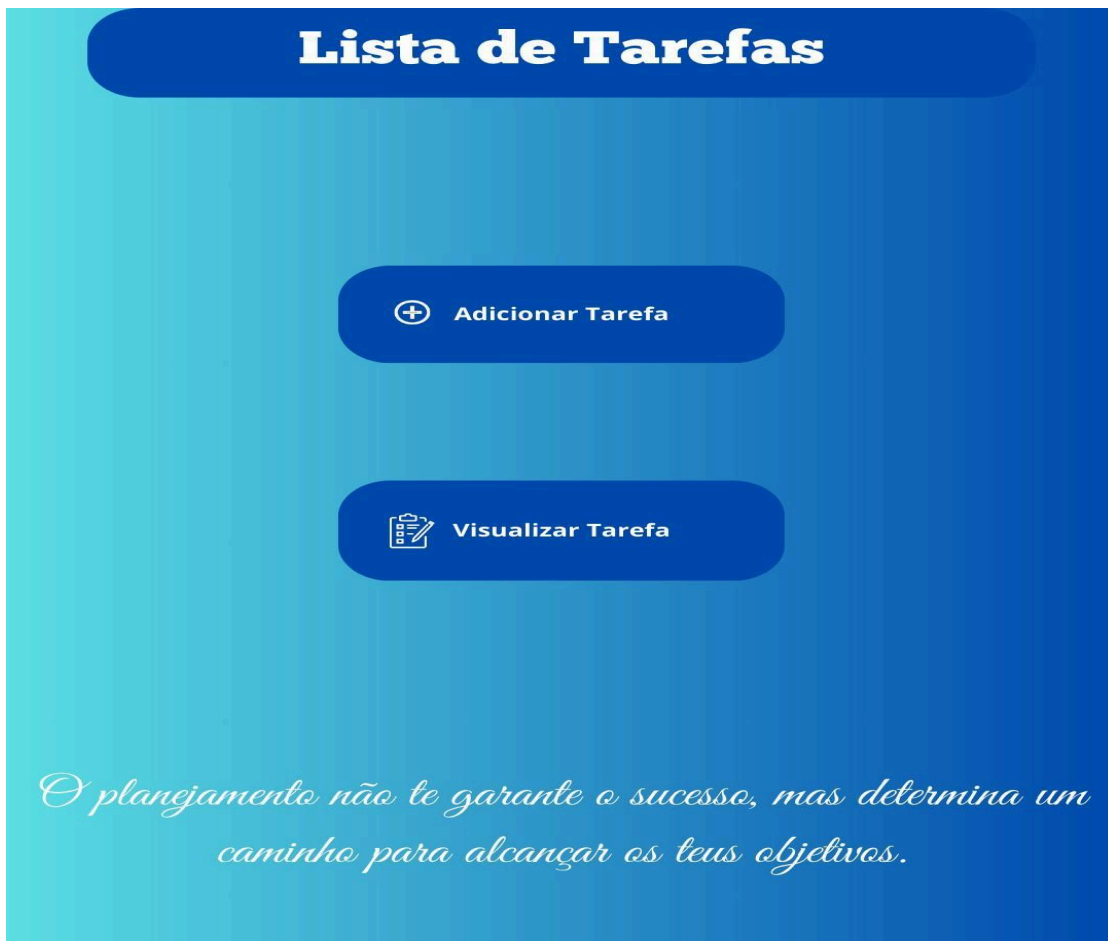 Lista de Tarefas
Adicionar Tarefa
Visualizar Tarefa
O planejamento não te garante o sucesso, mas determina um
caminho para alcançar os teus objetivos.